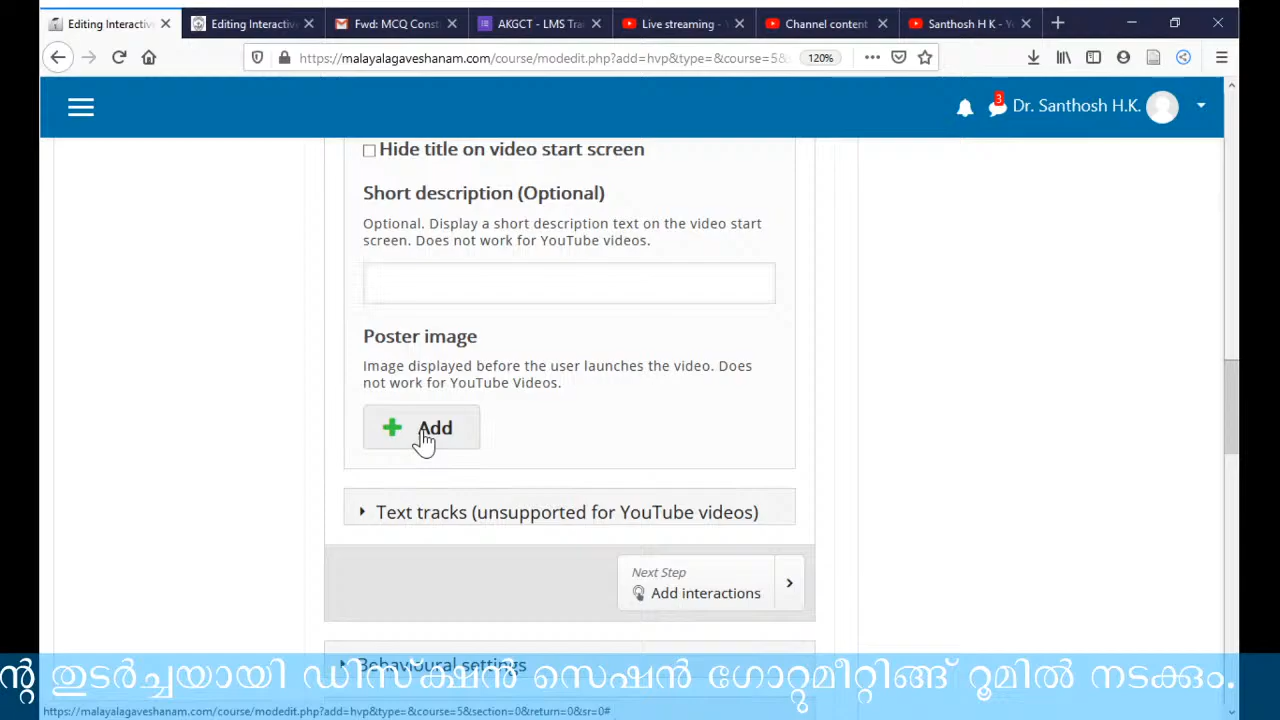 Editing Interactiv
Editing Interactiv
Fwd: MCQ Const
AKGCT - LMS Tra
Live streaming -
Channel content
Santhosh H K - Y
https://malayalagaveshanam.com/course/modedit.php?add=hvp&type=&course=5&
120%
3
Dr. Santhosh H.K.
Hide title on video start screen
Short description (Optional)
Optional. Display a short description text on the video start
screen. Does not work for YouTube videos.
Poster image
Image displayed before the user launches the video. Does
not work for YouTube Videos.
Add
Text tracks (unsupported for YouTube videos)
Next Step
Add interactions
Behavioural settings
ന്റ തുടർച്ചയായി ഡിസ്ക്ഷൻ സെഷൻ ഗോറ്റുമീറ്റിങ്ങ് റൂമിൽ നടക്കും.
https://malayalagaveshanam.com/course/modedit.php?add=hvp&type=&course=5&section=0&return=0&sr=0#